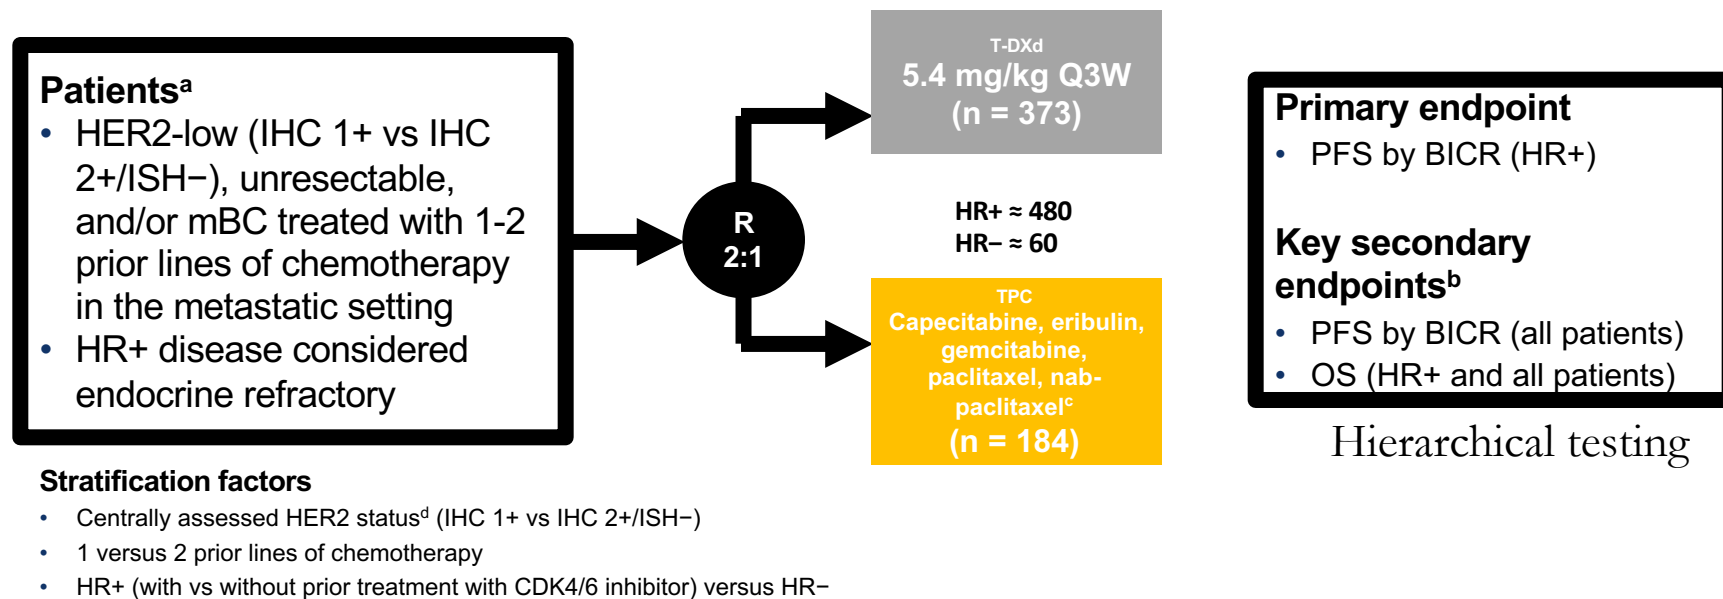 Patientsᵃ
• HER2-low (IHC 1+ vs IHC
2+/ISH−), unresectable,
and/or mBC treated with 1-2
prior lines of chemotherapy
in the metastatic setting
• HR+ disease considered
endocrine refractory
R
2:1
T-DXd
5.4 mg/kg Q3W
(n = 373)
HR+ ≈ 480
HR− ≈ 60
TPC
Capecitabine, eribulin,
gemcitabine,
paclitaxel, nab-
paclitaxelᶜ
(n = 184)
Primary endpoint
• PFS by BICR (HR+)
Key secondary
endpointsᵇ
• PFS by BICR (all patients)
• OS (HR+ and all patients)
Hierarchical testing
Stratification factors
• Centrally assessed HER2 statusᵈ (IHC 1+ vs IHC 2+/ISH−)
• 1 versus 2 prior lines of chemotherapy
• HR+ (with vs without prior treatment with CDK4/6 inhibitor) versus HR−